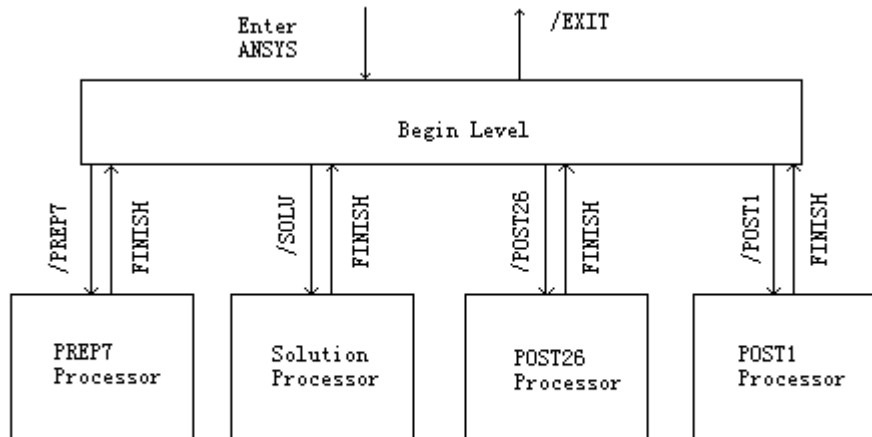 Enter
ANSYS
/EXIT
Begin Level
/PREP7
FINISH
/SOLU
FINISH
/POST26
FINISH
/POST1
FINISH
PREP7
Processor
Solution
Processor
POST26
Processor
POST1
Processor